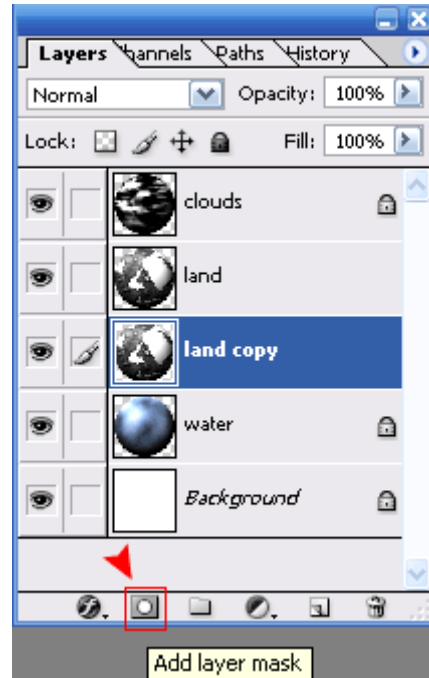 Layers Channels Paths History
Normal Opacity: 100%
Lock: Fill: 100%
clouds
land
land copy
water
Background
Add layer mask